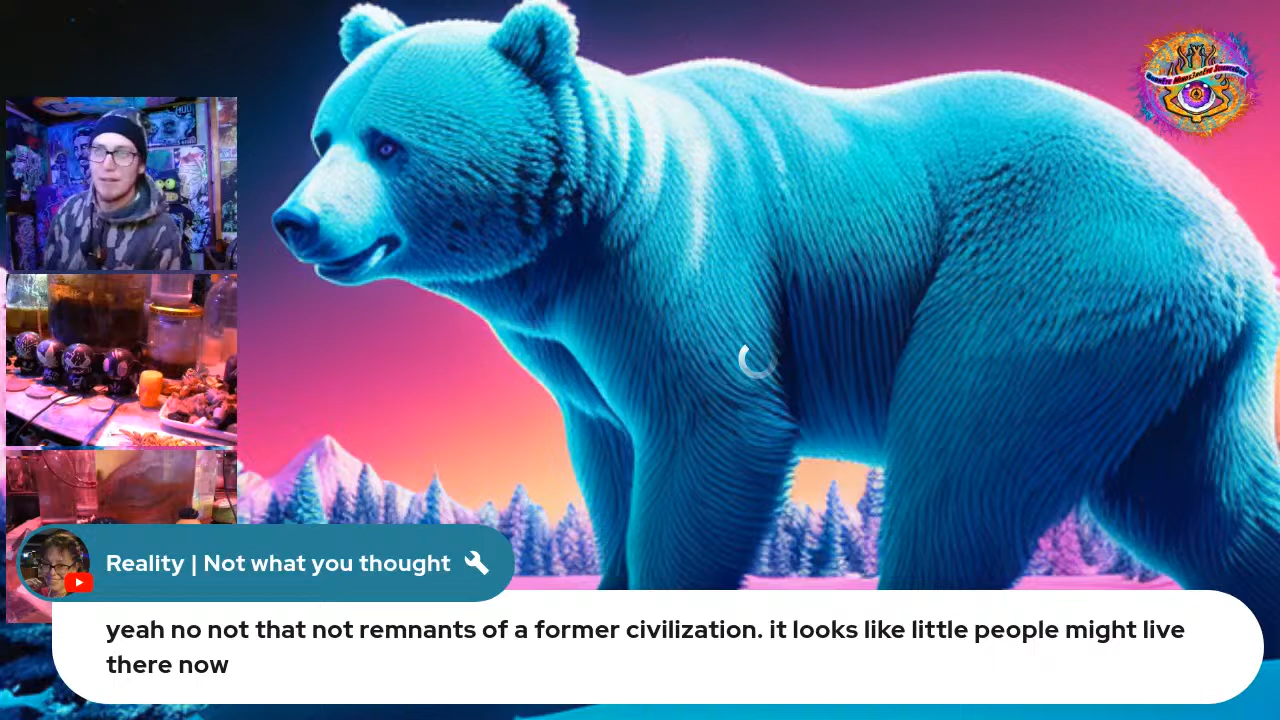 Reality | Not what you thought
yeah no not that not remnants of a former civilization. it looks like little people might live
there now